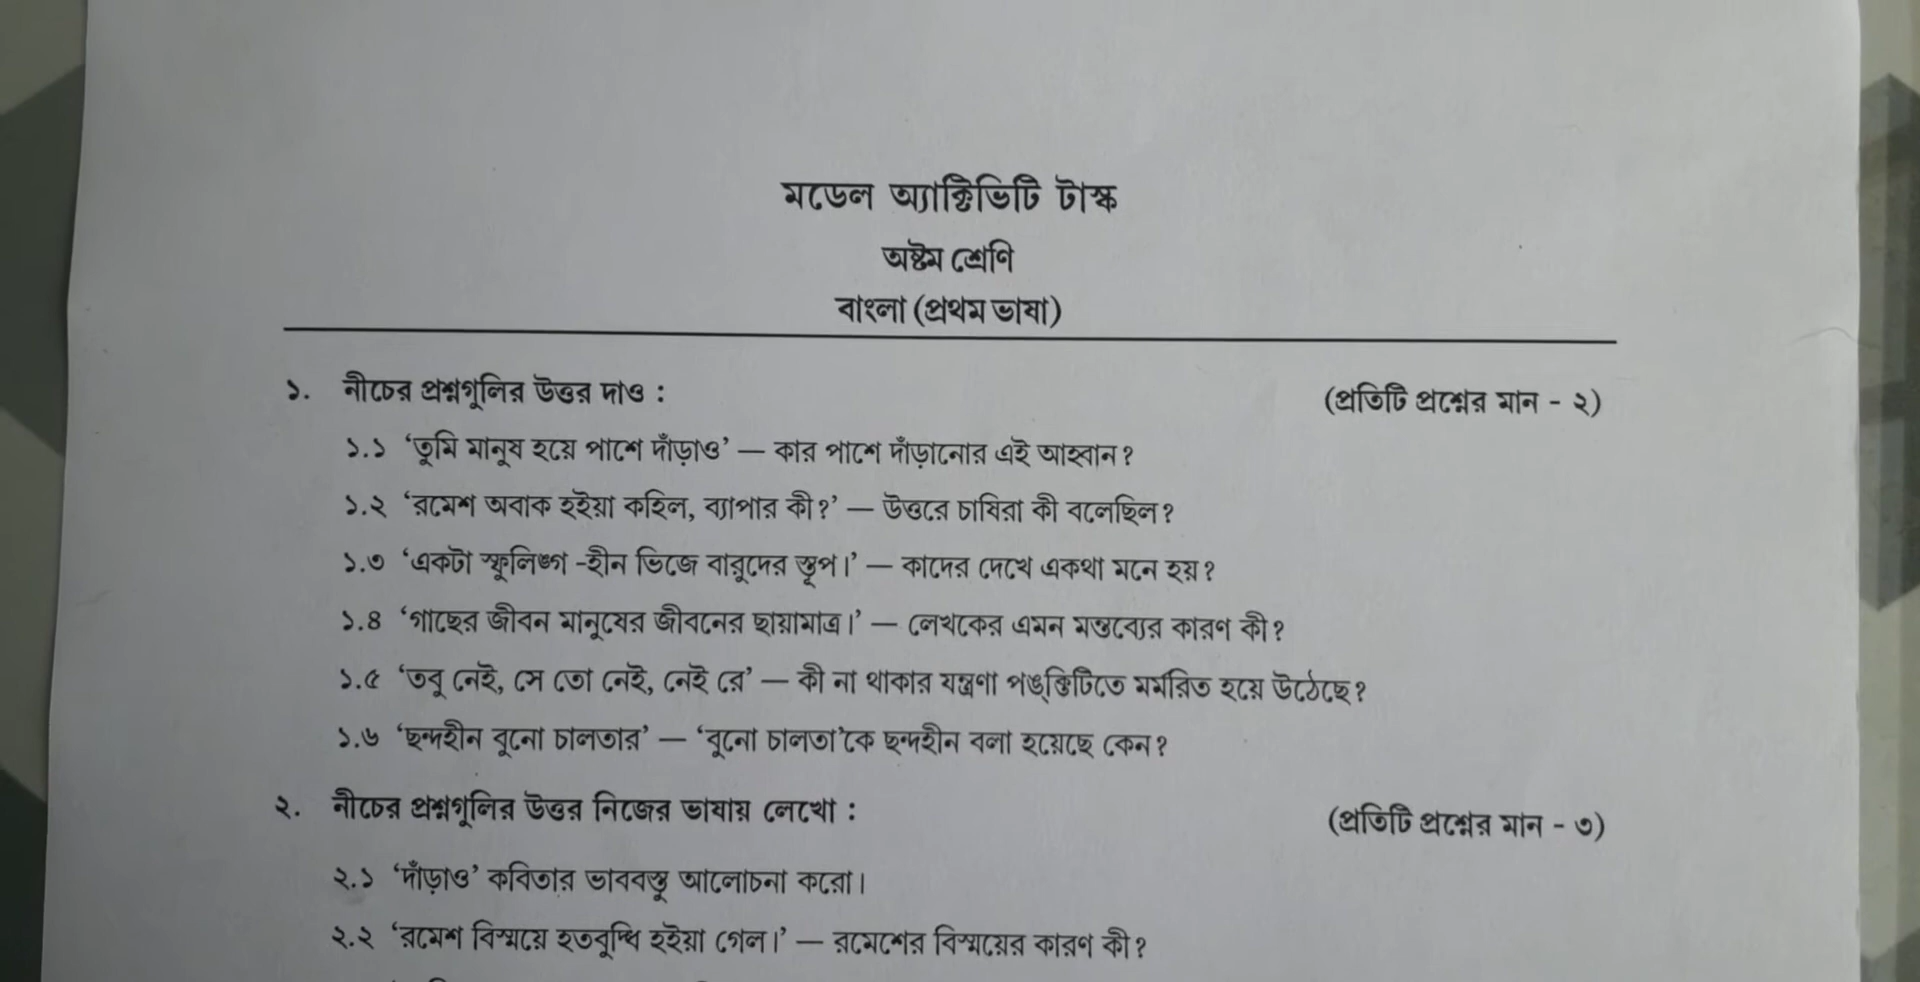 মডেল অ্যাক্টিভিটি টাস্ক
অষ্টম শ্রেণি
বাংলা (প্রথম ভাষা)
১. নীচের প্রশ্নগুলির উত্তর দাও : (প্রতিটি প্রশ্নের মান - ২)
১.১ ‘তুমি মানুষ হয়ে পাশে দাঁড়াও’ — কার পাশে দাঁড়ানোর এই আহ্বান?
১.২ ‘রমেশ অবাক হইয়া কহিল, ব্যাপার কী?’ — উত্তরে চাষিরা কী বলেছিল?
১.৩ ‘একটা স্ফুলিঙ্গ -হীন ভিজে বারুদের স্তূপ।’ — কাদের দেখে একথা মনে হয়?
১.৪ ‘গাছের জীবন মানুষের জীবনের ছায়ামাত্র।’ — লেখকের এমন মন্তব্যের কারণ কী?
১.৫ ‘তবু নেই, সে তো নেই, নেই রে’ — কী না থাকার যন্ত্রণা পঙ্‌ক্তিটিতে মর্মরিত হয়ে উঠেছে?
১.৬ ‘ছন্দহীন বুনো চালতার’ — ‘বুনো চালতা’কে ছন্দহীন বলা হয়েছে কেন?
২. নীচের প্রশ্নগুলির উত্তর নিজের ভাষায় লেখো : (প্রতিটি প্রশ্নের মান - ৩)
২.১ ‘দাঁড়াও’ কবিতার ভাববস্তু আলোচনা করো।
২.২ ‘রমেশ বিস্ময়ে হতবুদ্ধি হইয়া গেল।’ — রমেশের বিস্ময়ের কারণ কী?